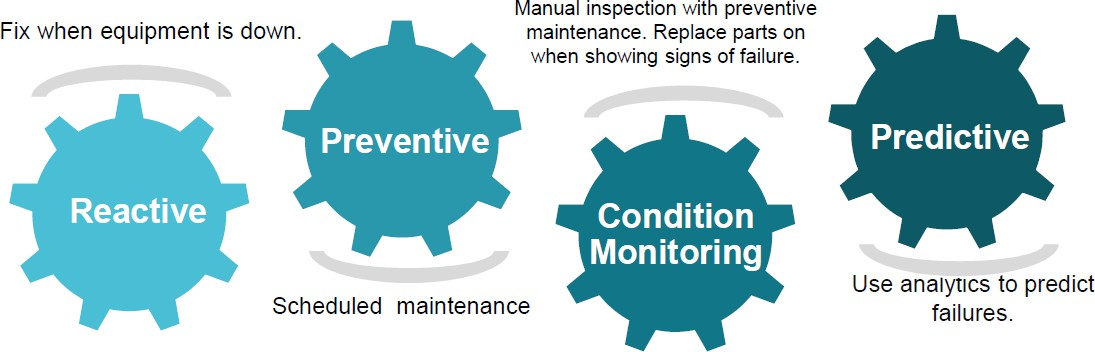 Fix when equipment is down.
Reactive
Preventive
Scheduled maintenance
Manual inspection with preventive
maintenance. Replace parts on
when showing signs of failure.
Condition
Monitoring
Predictive
Use analytics to predict
failures.